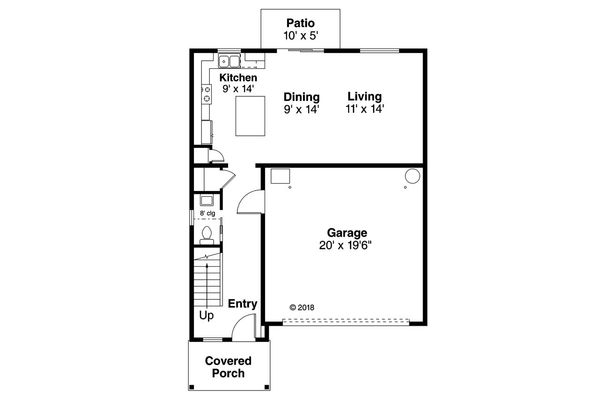 Patio
10' x 5'
Kitchen
9' x 14'
Dining
9' x 14'
Living
11' x 14'
8' clg
Garage
20' x 19'6"
Up
Entry
© 2018
Covered
Porch